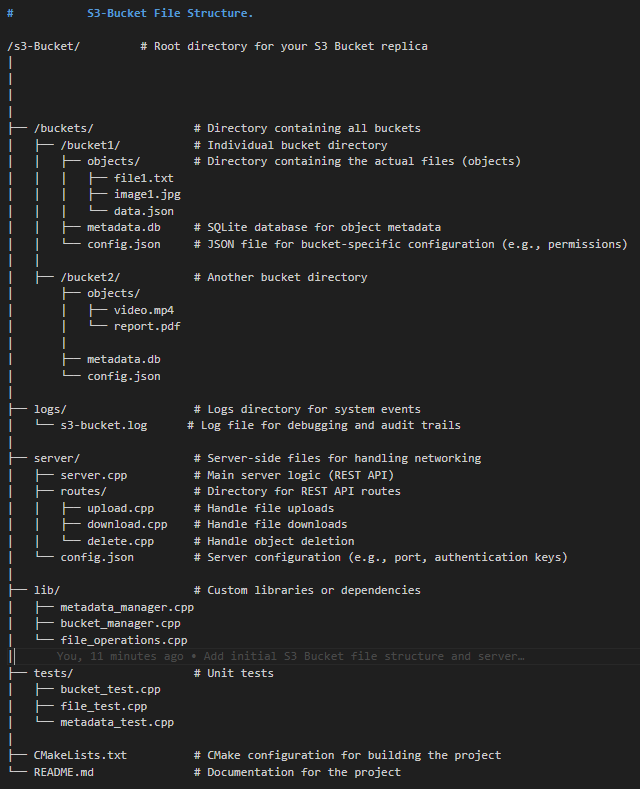 #           S3-Bucket File Structure.

/s3-Bucket/         # Root directory for your S3 Bucket replica
|
|
|
|
├── /buckets/               # Directory containing all buckets
│   ├── /bucket1/           # Individual bucket directory
│   │   ├── objects/        # Directory containing the actual files (objects)
│   │   │   ├── file1.txt
│   │   │   ├── image1.jpg
│   │   │   └── data.json
│   │   ├── metadata.db     # SQLite database for object metadata
│   │   └── config.json     # JSON file for bucket-specific configuration (e.g., permissions)
│   │
│   ├── /bucket2/           # Another bucket directory
│       ├── objects/
│       │   ├── video.mp4
│       │   └── report.pdf
│       │
│       ├── metadata.db
│       └── config.json
│
├── logs/                   # Logs directory for system events
│   └── s3-bucket.log      # Log file for debugging and audit trails
│
├── server/                 # Server-side files for handling networking
│   ├── server.cpp          # Main server logic (REST API)
│   ├── routes/             # Directory for REST API routes
│   │   ├── upload.cpp      # Handle file uploads
│   │   ├── download.cpp    # Handle file downloads
│   │   └── delete.cpp      # Handle object deletion
│   └── config.json         # Server configuration (e.g., port, authentication keys)
│
├── lib/                    # Custom libraries or dependencies
│   ├── metadata_manager.cpp
│   ├── bucket_manager.cpp
│   └── file_operations.cpp
│      You, 11 minutes ago • Add initial S3 Bucket file structure and server…
├── tests/                  # Unit tests
│   ├── bucket_test.cpp
│   ├── file_test.cpp
│   └── metadata_test.cpp
│
├── CMakeLists.txt          # CMake configuration for building the project
└── README.md               # Documentation for the project